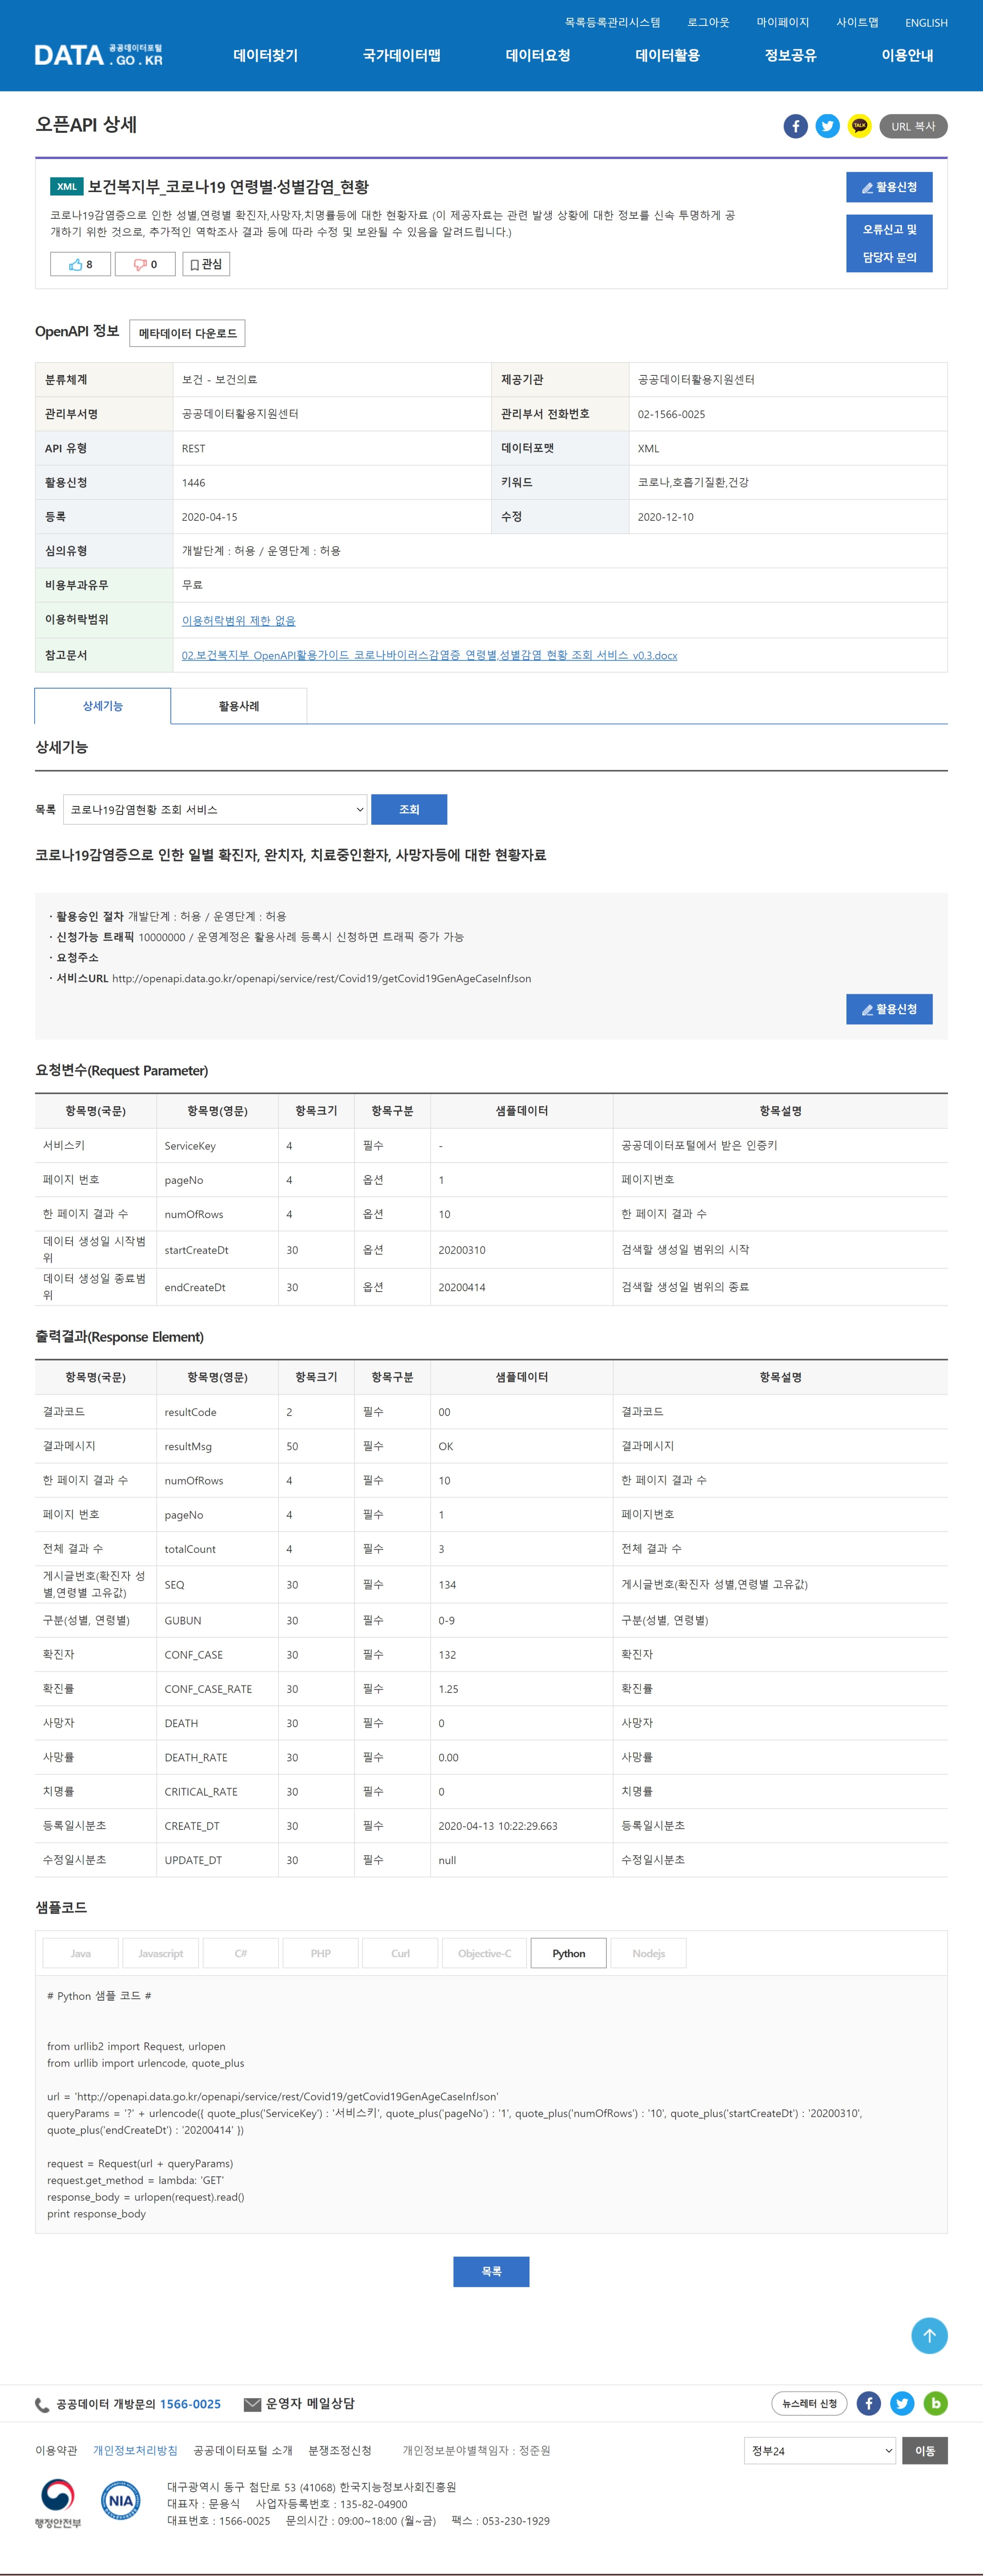 목록등록관리시스템 로그아웃 마이페이지 사이트맵 ENGLISH
DATA 공공데이터포털 .GO.KR 데이터찾기 국가데이터맵 데이터요청 데이터활용 정보공유 이용안내
오픈API 상세
TALK URL 복사
XML 보건복지부_코로나19 연령별·성별감염_현황
활용신청
코로나19감염증으로 인한 성별,연령별 확진자,사망자,치명률등에 대한 현황자료 (이 제공자료는 관련 발생 상황에 대한 정보를 신속 투명하게 공
개하기 위한 것으로, 추가적인 역학조사 결과 등에 따라 수정 및 보완될 수 있음을 알려드립니다.)
오류신고 및
담당자 문의
8 0 관심
OpenAPI 정보 메타데이터 다운로드
분류체계 보건 - 보건의료 제공기관 공공데이터활용지원센터
관리부서명 공공데이터활용지원센터 관리부서 전화번호 02-1566-0025
API 유형 REST 데이터포맷 XML
활용신청 1446 키워드 코로나,호흡기질환,건강
등록 2020-04-15 수정 2020-12-10
심의유형 개발단계 : 허용 / 운영단계 : 허용
비용부과유무 무료
이용허락범위 이용허락범위 제한 없음
참고문서 02.보건복지부_OpenAPI활용가이드_코로나바이러스감염증_연령별,성별감염_현황_조회_서비스_v0.3.docx
상세기능 활용사례
상세기능
목록 코로나19감염현황 조회 서비스 조회
코로나19감염증으로 인한 일별 확진자, 완치자, 치료중인환자, 사망자등에 대한 현황자료
· 활용승인 절차 개발단계 : 허용 / 운영단계 : 허용
· 신청가능 트래픽 10000000 / 운영계정은 활용사례 등록시 신청하면 트래픽 증가 가능
· 요청주소
· 서비스URL http://openapi.data.go.kr/openapi/service/rest/Covid19/getCovid19GenAgeCaseInfJson
활용신청
요청변수(Request Parameter)
항목명(국문) 항목명(영문) 항목크기 항목구분 샘플데이터 항목설명
서비스키 ServiceKey 4 필수 - 공공데이터포털에서 받은 인증키
페이지 번호 pageNo 4 옵션 1 페이지번호
한 페이지 결과 수 numOfRows 4 옵션 10 한 페이지 결과 수
데이터 생성일 시작범
위 startCreateDt 30 옵션 20200310 검색할 생성일 범위의 시작
데이터 생성일 종료범
위 endCreateDt 30 옵션 20200414 검색할 생성일 범위의 종료
출력결과(Response Element)
항목명(국문) 항목명(영문) 항목크기 항목구분 샘플데이터 항목설명
결과코드 resultCode 2 필수 00 결과코드
결과메시지 resultMsg 50 필수 OK 결과메시지
한 페이지 결과 수 numOfRows 4 필수 10 한 페이지 결과 수
페이지 번호 pageNo 4 필수 1 페이지번호
전체 결과 수 totalCount 4 필수 3 전체 결과 수
게시글번호(확진자 성
별,연령별 고유값) SEQ 30 필수 134 게시글번호(확진자 성별,연령별 고유값)
구분(성별, 연령별) GUBUN 30 필수 0-9 구분(성별, 연령별)
확진자 CONF_CASE 30 필수 132 확진자
확진률 CONF_CASE_RATE 30 필수 1.25 확진률
사망자 DEATH 30 필수 0 사망자
사망률 DEATH_RATE 30 필수 0.00 사망률
치명률 CRITICAL_RATE 30 필수 0 치명률
등록일시분초 CREATE_DT 30 필수 2020-04-13 10:22:29.663 등록일시분초
수정일시분초 UPDATE_DT 30 필수 null 수정일시분초
샘플코드
Java Javascript C# PHP Curl Objective-C Python Nodejs
# Python 샘플 코드 #
from urllib2 import Request, urlopen
from urllib import urlencode, quote_plus
url = 'http://openapi.data.go.kr/openapi/service/rest/Covid19/getCovid19GenAgeCaseInfJson'
queryParams = '?' + urlencode({ quote_plus('ServiceKey') : '서비스키', quote_plus('pageNo') : '1', quote_plus('numOfRows') : '10', quote_plus('startCreateDt') : '20200310',
quote_plus('endCreateDt') : '20200414' })
request = Request(url + queryParams)
request.get_method = lambda: 'GET'
response_body = urlopen(request).read()
print response_body
목록
공공데이터 개방문의 1566-0025 운영자 메일상담 뉴스레터 신청
이용약관 개인정보처리방침 공공데이터포털 소개 분쟁조정신청 개인정보분야별책임자 : 정준원 정부24 이동
행정안전부 NIA
대구광역시 동구 첨단로 53 (41068) 한국지능정보사회진흥원
대표자 : 문용식 사업자등록번호 : 135-82-04900
대표번호 : 1566-0025 문의시간 : 09:00~18:00 (월~금) 팩스 : 053-230-1929